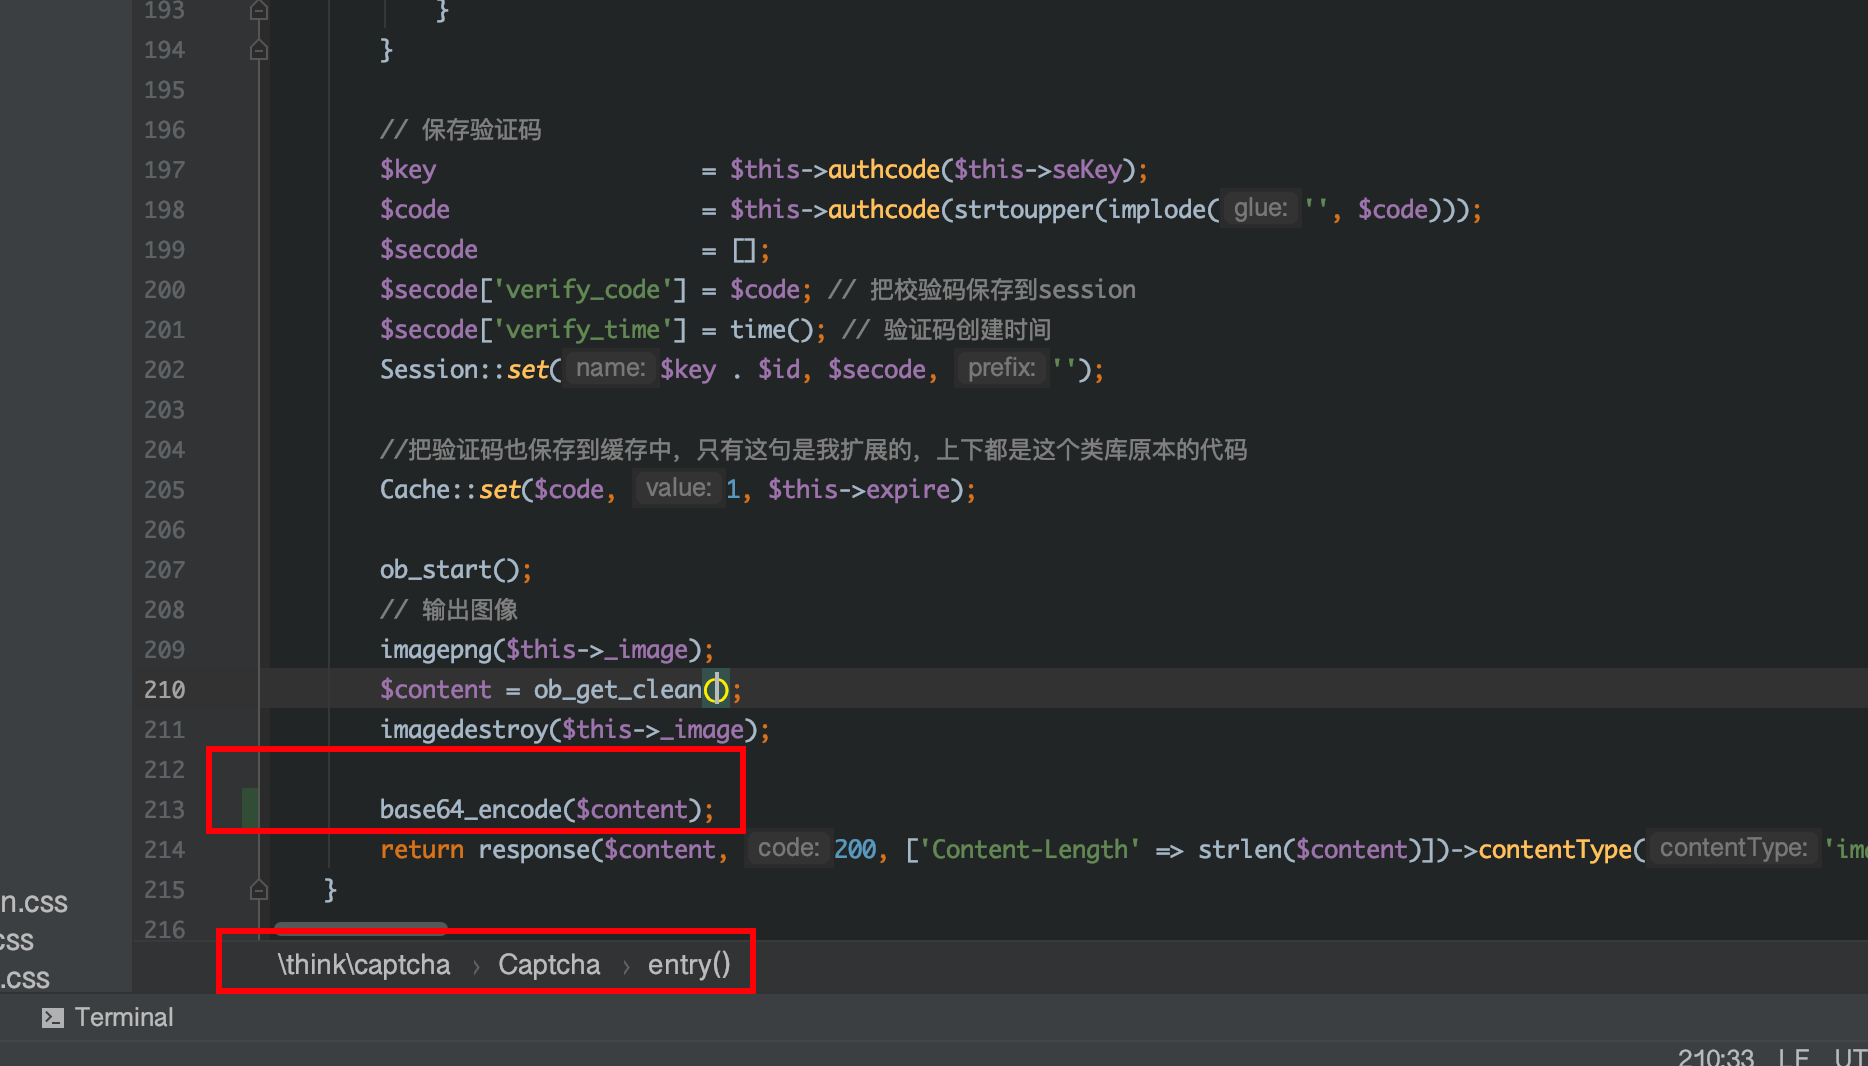 193 }
194 }
195
196 // 保存验证码
197 $key = $this->authcode($this->seKey);
198 $code = $this->authcode(strtoupper(implode( glue: '', $code)));
199 $secode = [];
200 $secode['verify_code'] = $code; // 把校验码保存到session
201 $secode['verify_time'] = time(); // 验证码创建时间
202 Session::set( name: $key . $id, $secode, prefix: '');
203
204 //把验证码也保存到缓存中，只有这句是我扩展的，上下都是这个类库原本的代码
205 Cache::set($code, value: 1, $this->expire);
206
207 ob_start();
208 // 输出图像
209 imagepng($this->_image);
210 $content = ob_get_clean();
211 imagedestroy($this->_image);
212
213 base64_encode($content);
214 return response($content, code: 200, ['Content-Length' => strlen($content)])->contentType( contentType: 'im
215 }
216
n.css
css
.css
\think\captcha › Captcha › entry()
Terminal
210:33 LF UT